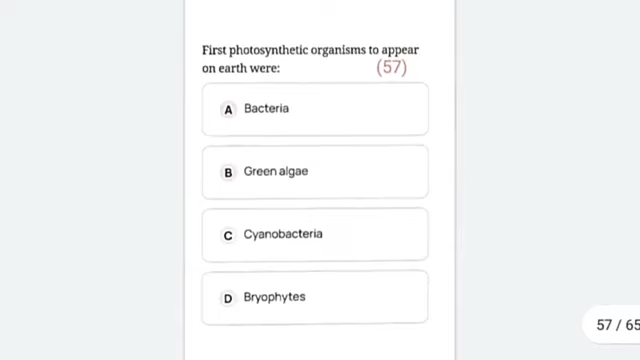 First photosynthetic organisms to appear
on earth were:
(57)
A Bacteria
B Green algae
C Cyanobacteria
D Bryophytes
57 / 65